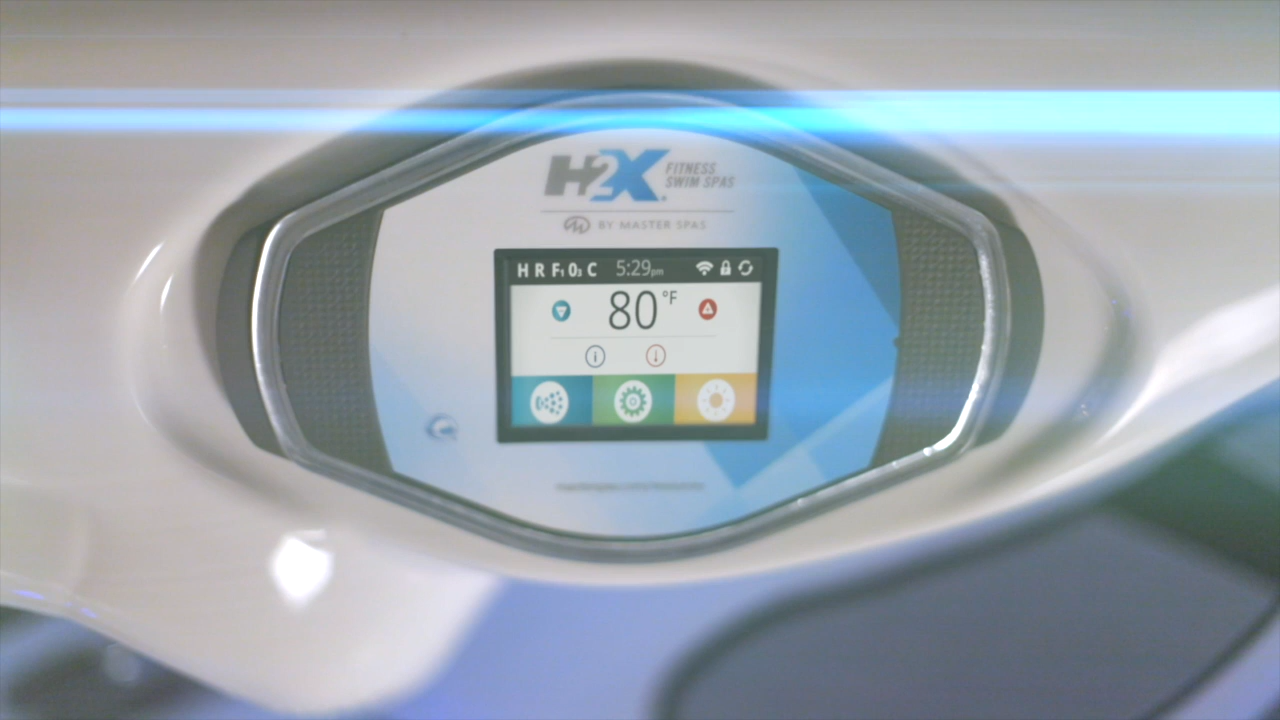 H2X FITNESS
SWIM SPAS
BY MASTER SPAS
H R F1 O3 C 5:29pm
80 °F